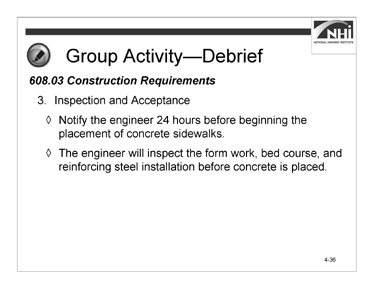 NHI
NATIONAL HIGHWAY INSTITUTE
Group Activity—Debrief
608.03 Construction Requirements
3. Inspection and Acceptance
◊ Notify the engineer 24 hours before beginning the
placement of concrete sidewalks.
◊ The engineer will inspect the form work, bed course, and
reinforcing steel installation before concrete is placed.
4-36